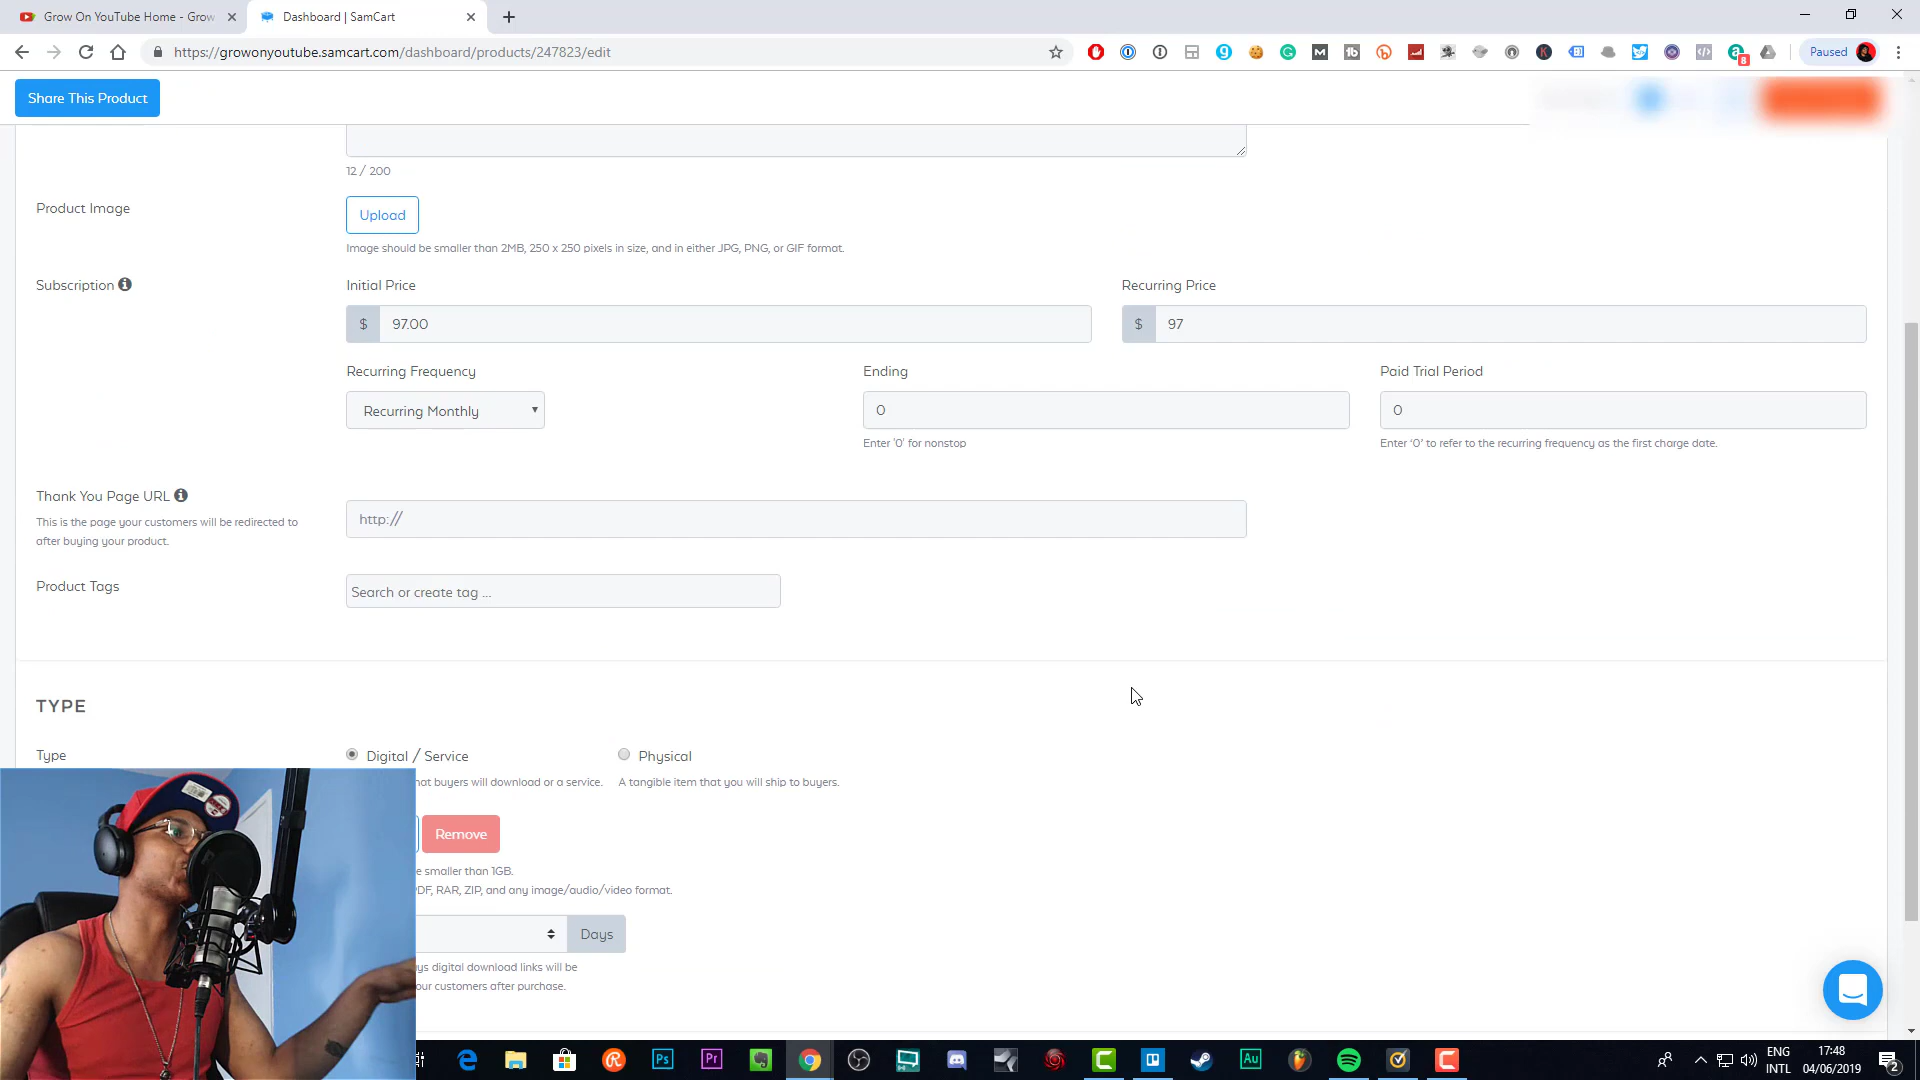 Grow On YouTube Home - Grow
Dashboard | SamCart
https://growonyoutube.samcart.com/dashboard/products/247823/edit
Paused
8
Share This Product
12 / 200
Product Image
Upload
Image should be smaller than 2MB, 250 x 250 pixels in size, and in either JPG, PNG, or GIF format.
Subscription
Initial Price
Recurring Price
$ 97.00
$ 97
Recurring Frequency
Ending
Paid Trial Period
Recurring Monthly
0
0
Enter '0' for nonstop
Enter '0' to refer to the recurring frequency as the first charge date.
Thank You Page URL
This is the page your customers will be redirected to
after buying your product.
http://
Product Tags
Search or create tag ...
TYPE
Type
Digital / Service
Physical
hat buyers will download or a service.
A tangible item that you will ship to buyers.
Remove
e smaller than 1GB.
PDF, RAR, ZIP, and any image/audio/video format.
Days
ys digital download links will be
our customers after purchase.
Ps
Pr
Au
ENG
INTL
17:48
04/06/2019
2